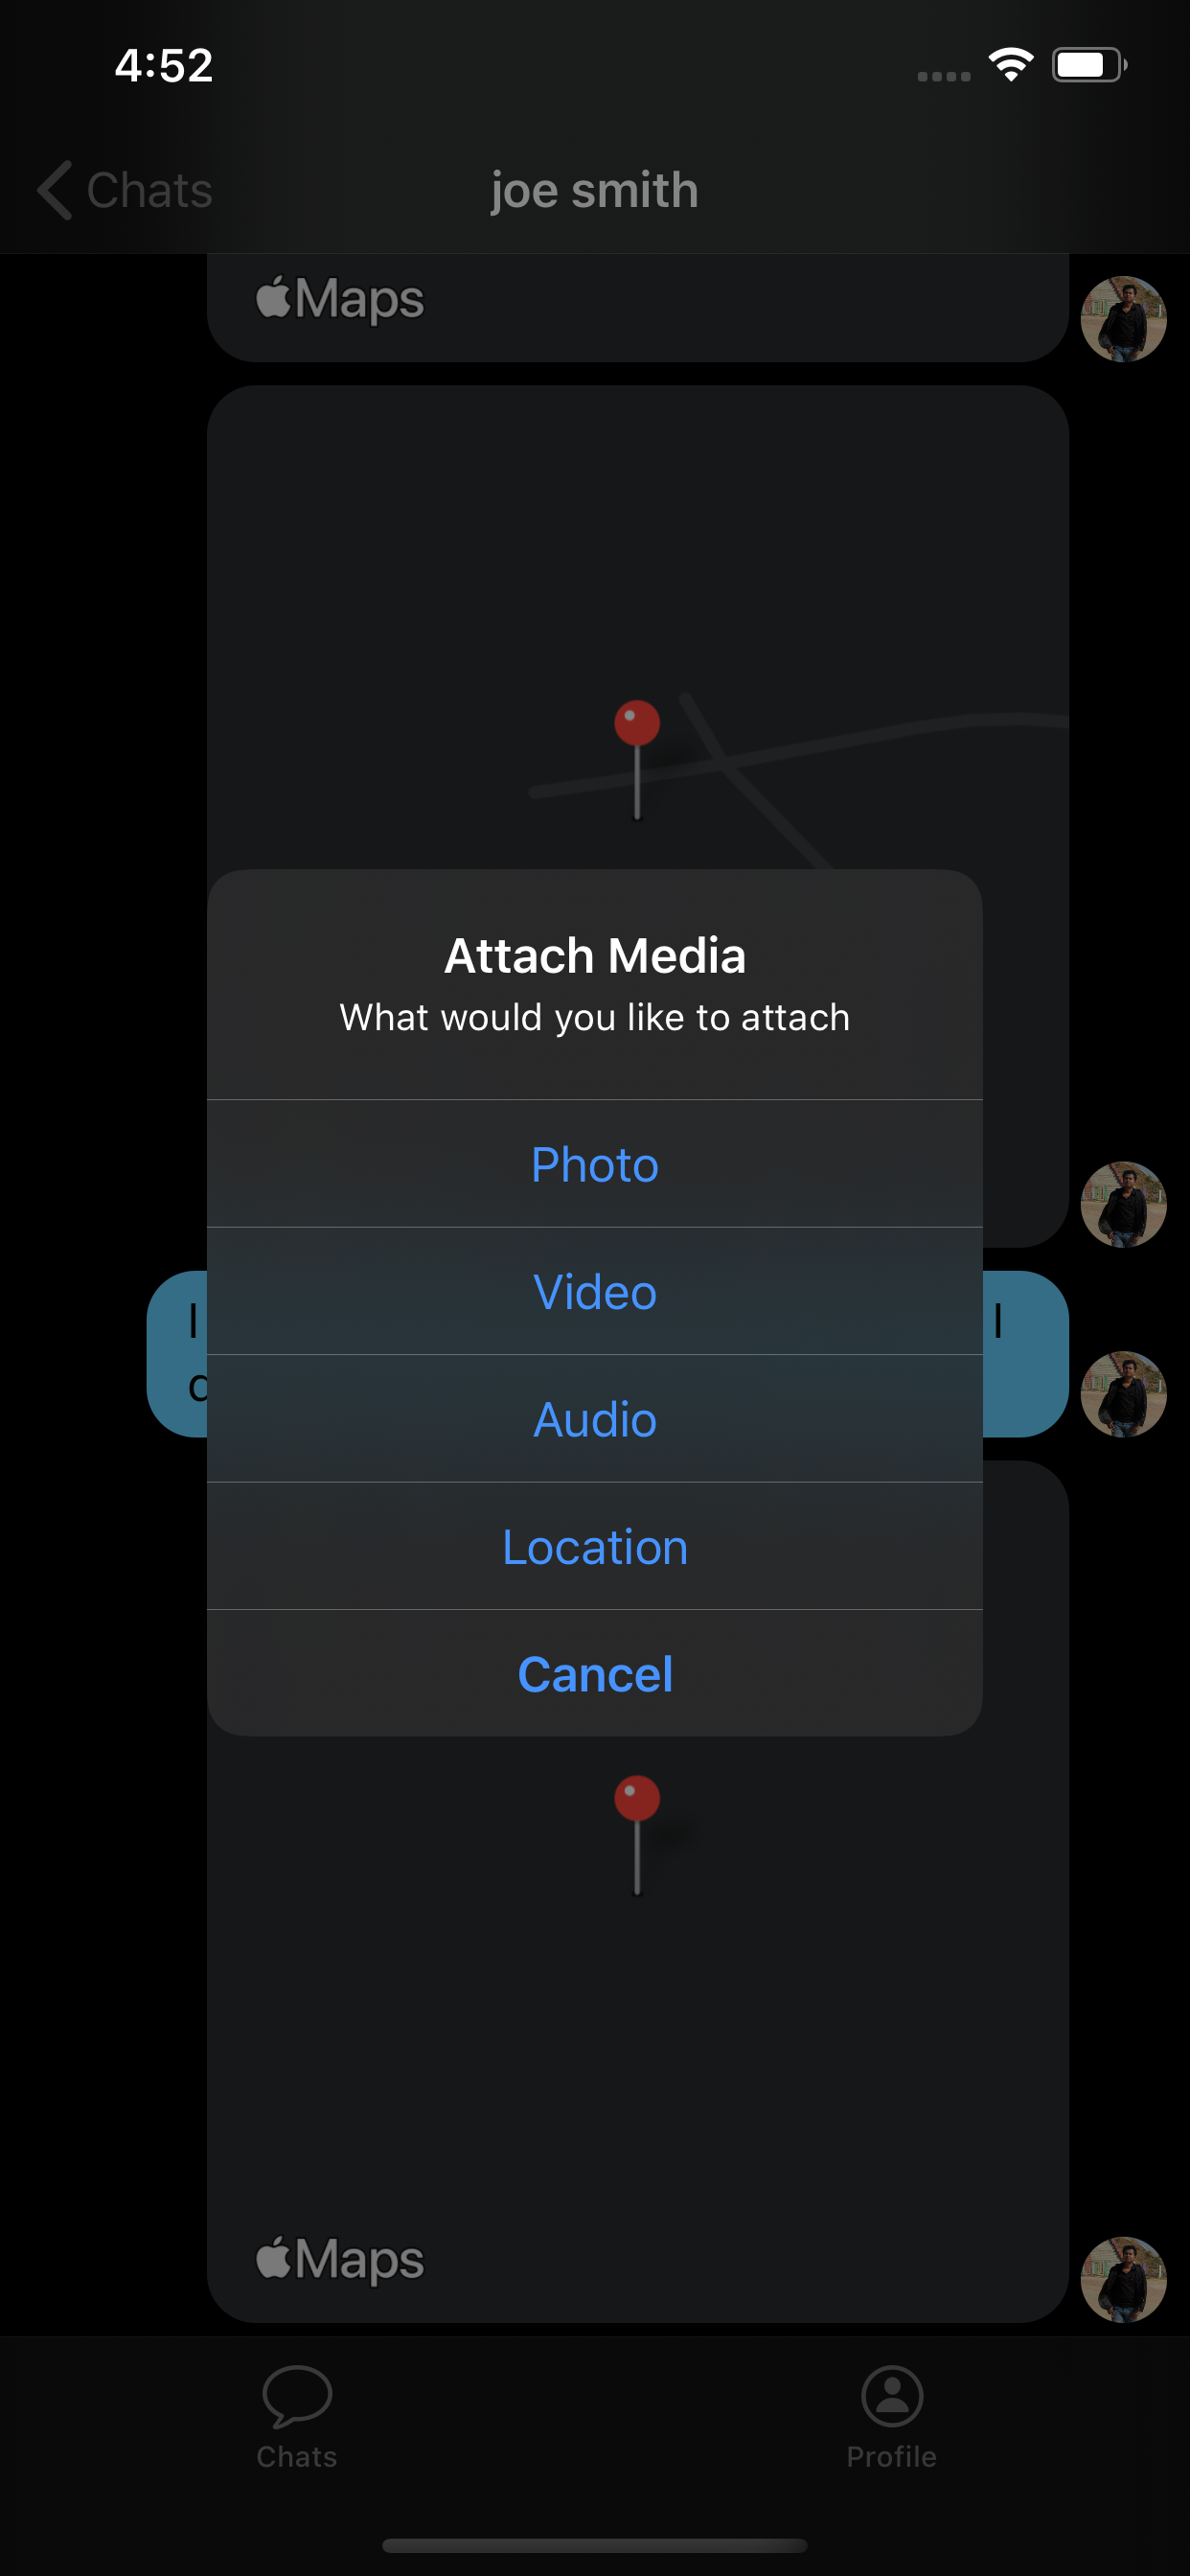 4:52
Chats
joe smith
Maps
Attach Media
What would you like to attach
Photo
Video
I
Audio
Location
Cancel
Maps
Chats
Profile